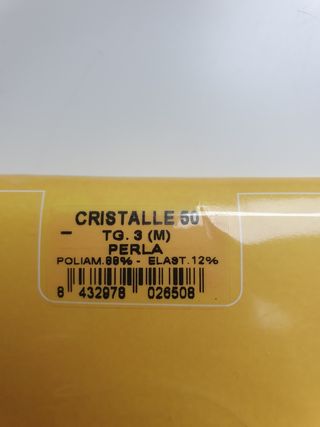 CRISTALLE 50
TG. 3 (M)
PERLA
POLIAM.88% - ELAST.12%
8 432978 026508